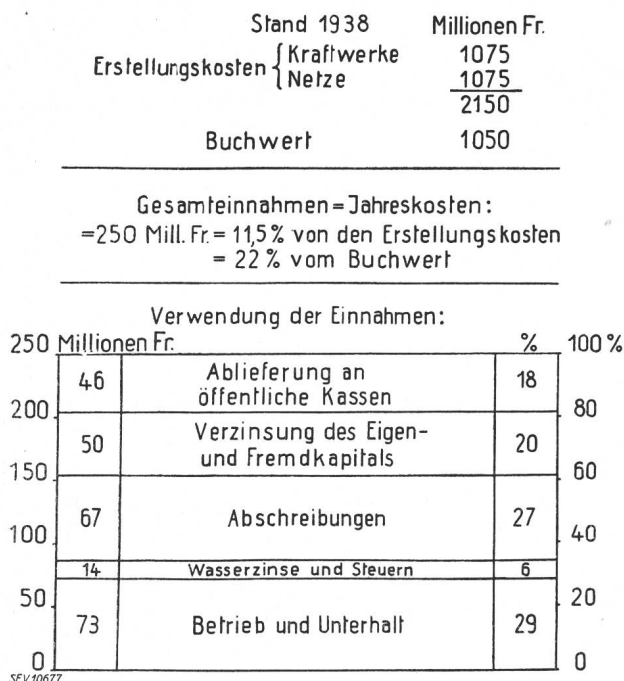 Stand 1938 Millionen Fr.
Erstellungskosten { Kraftwerke 1075
Netze 1075
2150
Buchwert 1050
Gesamteinnahmen = Jahreskosten:
=250 Mill. Fr. = 11,5% von den Erstellungskosten
= 22% vom Buchwert
Verwendung der Einnahmen:
250 Millionen Fr. % 100%
46 Ablieferung an 18
öffentliche Kassen
200 80
50 Verzinsung des Eigen- 20
und Fremdkapitals
150 60
67 Abschreibungen 27
100 40
14 Wasserzinse und Steuern 6
50 20
73 Betrieb und Unterhalt 29
0 0
SEV 10677